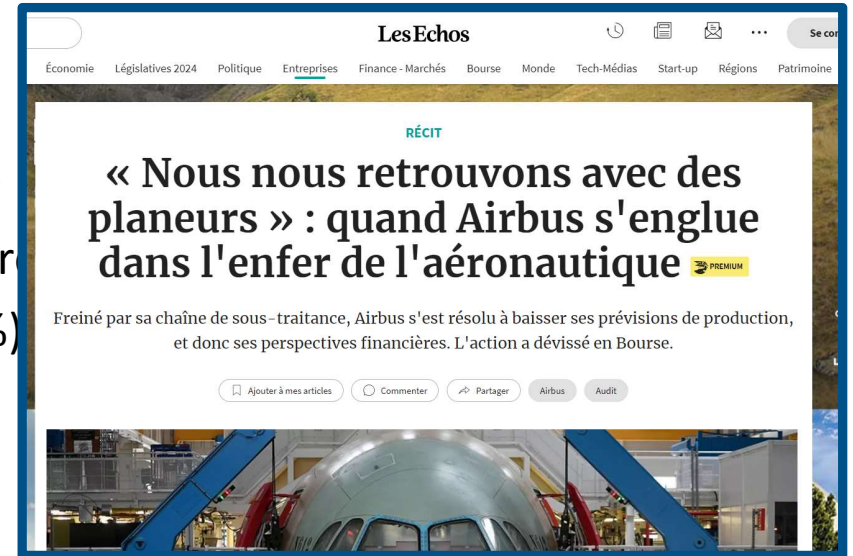 Les Echos
Se con
Économie Législatives 2024 Politique Entreprises Finance - Marchés Bourse Monde Tech-Médias Start-up Régions Patrimoine
RÉCIT
« Nous nous retrouvons avec des
planeurs » : quand Airbus s'englue
dans l'enfer de l'aéronautique PREMIUM
Freiné par sa chaîne de sous-traitance, Airbus s'est résolu à baisser ses prévisions de production,
et donc ses perspectives financières. L'action a dévissé en Bourse.
Ajouter à mes articles Commenter Partager Airbus Audit